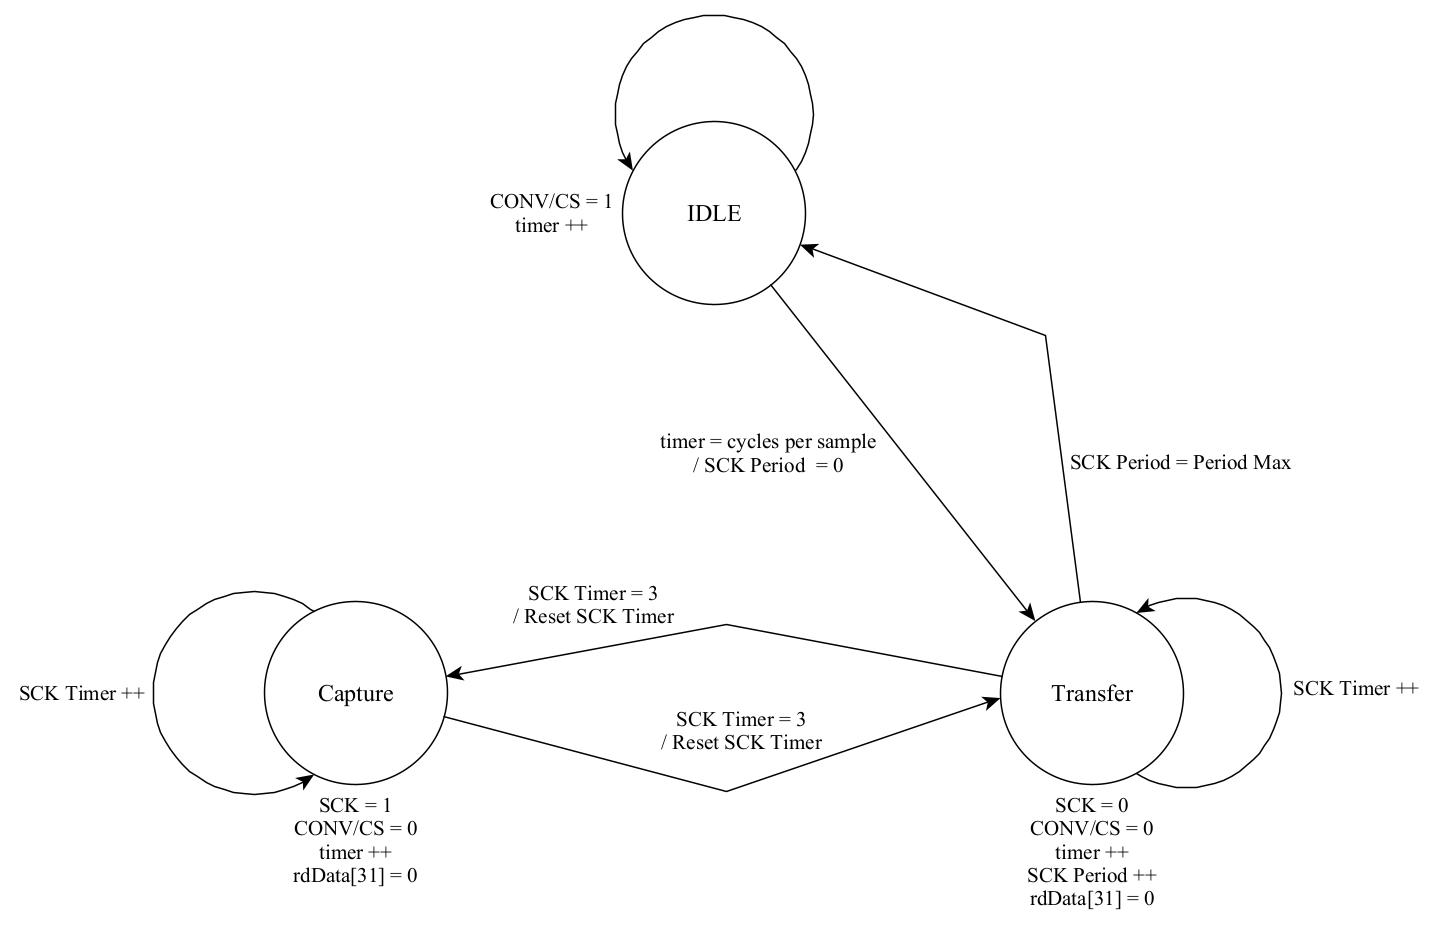 CONV/CS = 1
timer ++
IDLE
timer = cycles per sample
/ SCK Period  = 0
SCK Period = Period Max
SCK Timer = 3
/ Reset SCK Timer
SCK Timer ++
Capture
SCK Timer = 3
/ Reset SCK Timer
Transfer
SCK Timer ++
SCK = 1
CONV/CS = 0
timer ++
rdData[31] = 0
SCK = 0
CONV/CS = 0
timer ++
SCK Period ++
rdData[31] = 0